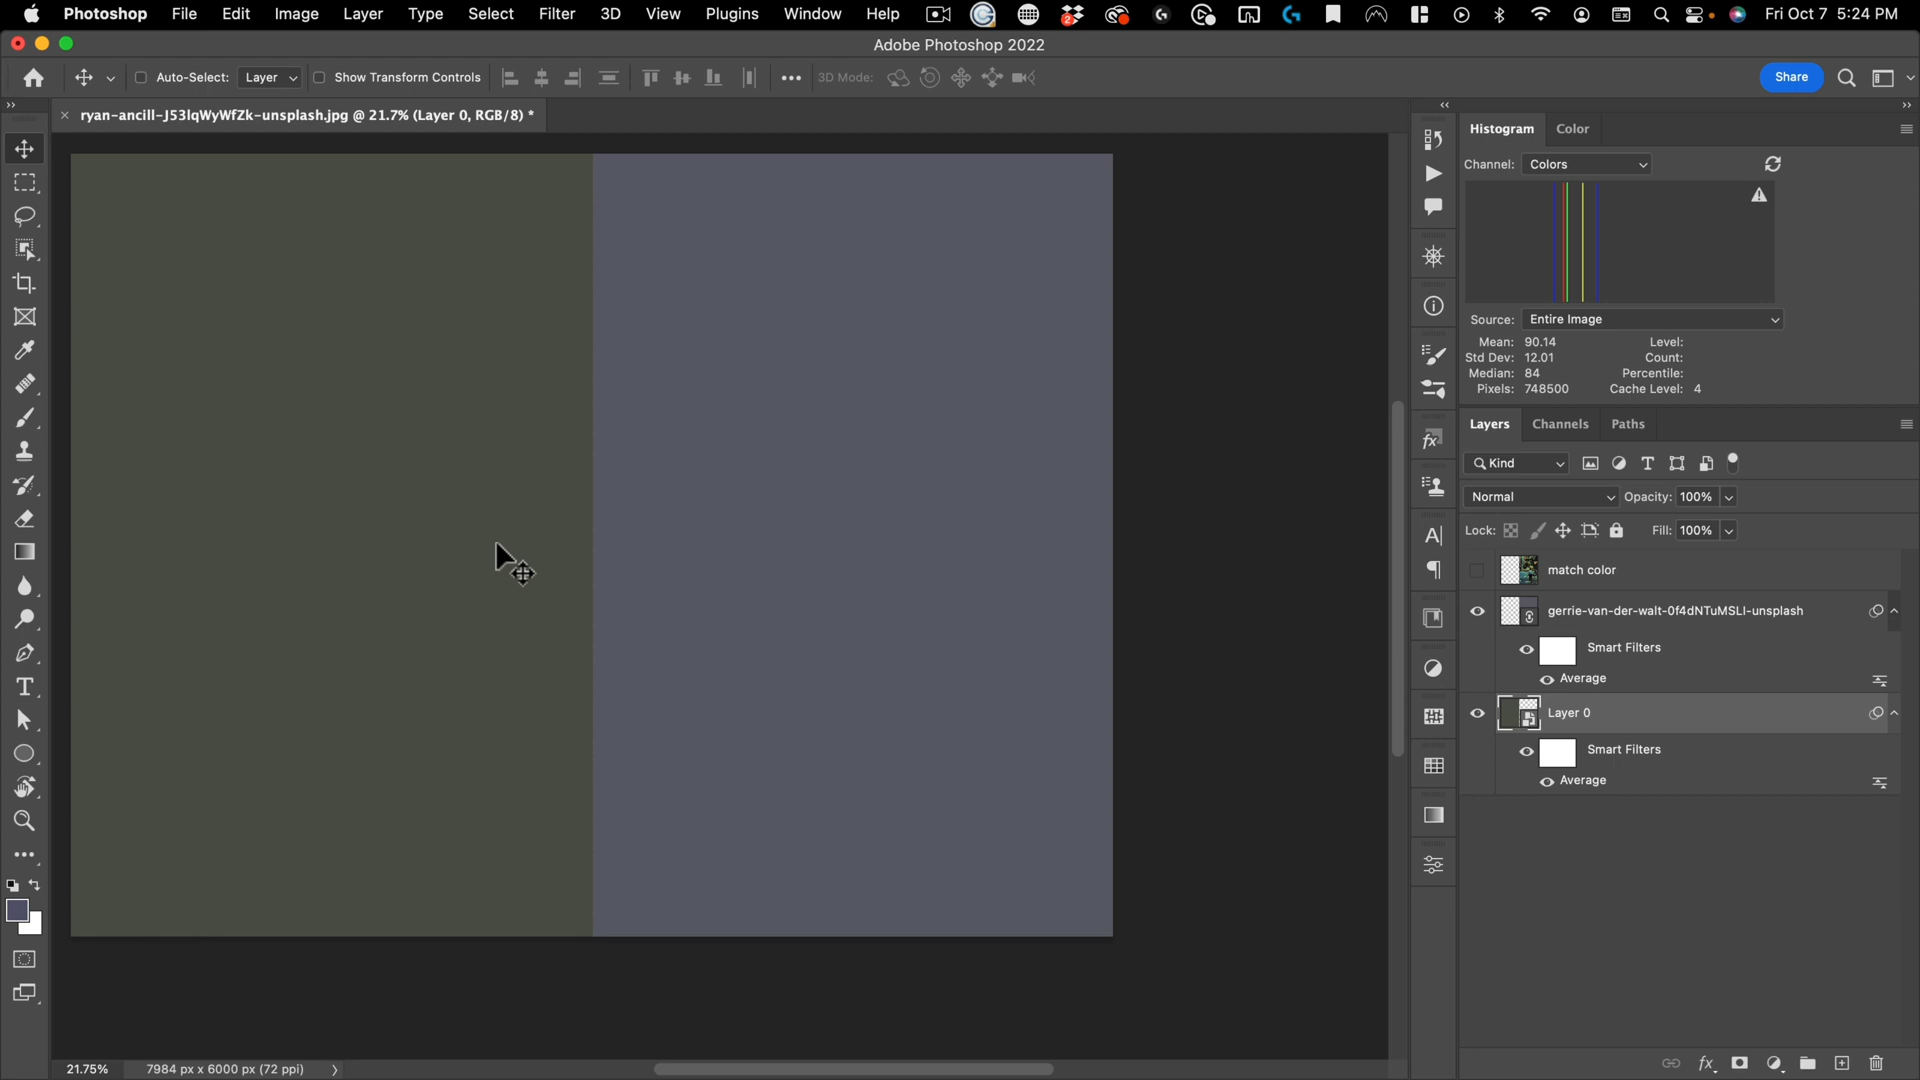 Photoshop File Edit Image Layer Type Select Filter 3D View Plugins Window Help 2 Fri Oct 7 5:24 PM
Adobe Photoshop 2022
Auto-Select: Layer Show Transform Controls 3D Mode: Share
ryan-ancill-J53lqWyWfZk-unsplash.jpg @ 21.7% (Layer 0, RGB/8) *
Histogram Color
Channel: Colors
Source: Entire Image
Mean: 90.14 Level:
Std Dev: 12.01 Count:
Median: 84 Percentile:
Pixels: 748500 Cache Level: 4
Layers Channels Paths
Kind
Normal Opacity: 100%
Lock: Fill: 100%
match color
gerrie-van-der-walt-0f4dNTuMSLI-unsplash
Smart Filters
Average
Layer 0
Smart Filters
Average
21.75% 7984 px x 6000 px (72 ppi)
fx